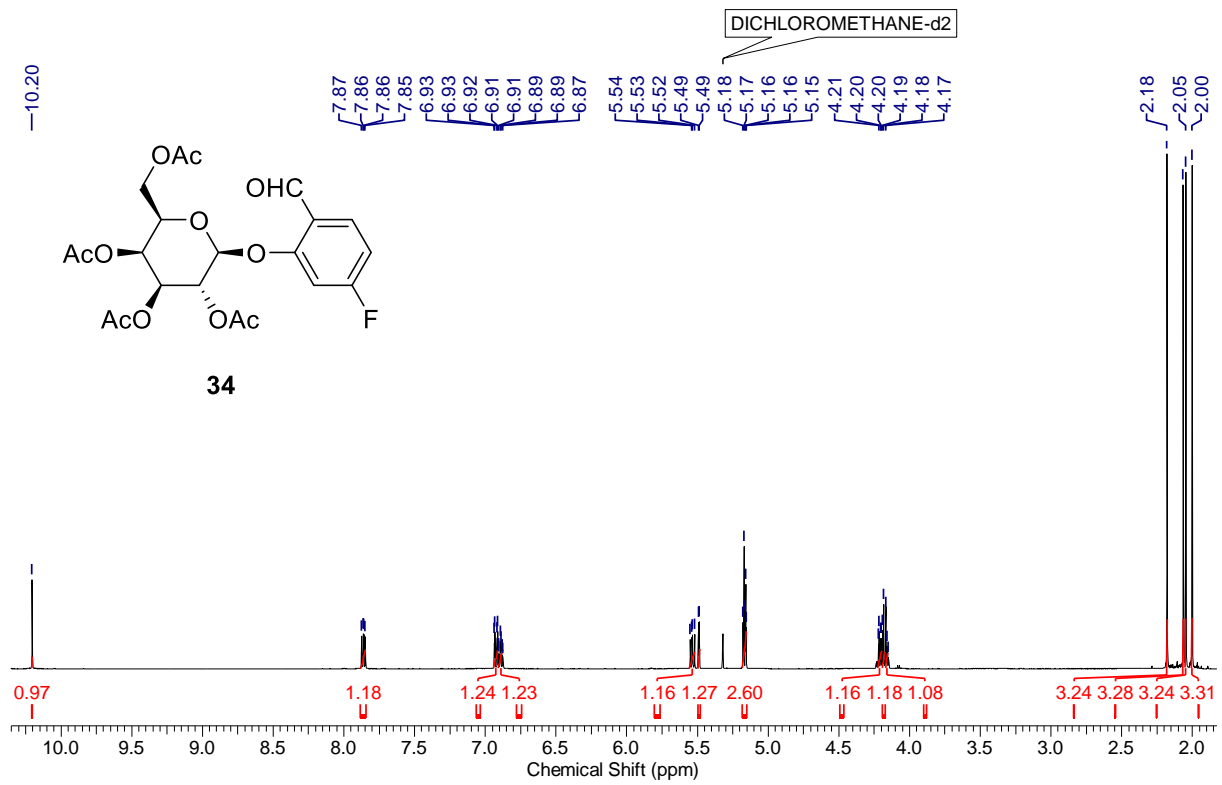 DICHLOROMETHANE-d2
10.20
7.87
7.86
7.86
7.85
6.93
6.93
6.92
6.91
6.91
6.89
6.89
6.87
5.54
5.53
5.52
5.49
5.49
5.18
5.17
5.16
5.16
5.15
4.21
4.20
4.20
4.19
4.18
4.17
2.18
2.05
2.00
OAc
OHC
O
O
AcO
AcO
OAc
F
34
0.97 1.18 1.24 1.23 1.16 1.27 2.60 1.16 1.18 1.08 3.24 3.28 3.24 3.31
10.0 9.5 9.0 8.5 8.0 7.5 7.0 6.5 6.0 5.5 5.0 4.5 4.0 3.5 3.0 2.5 2.0
Chemical Shift (ppm)